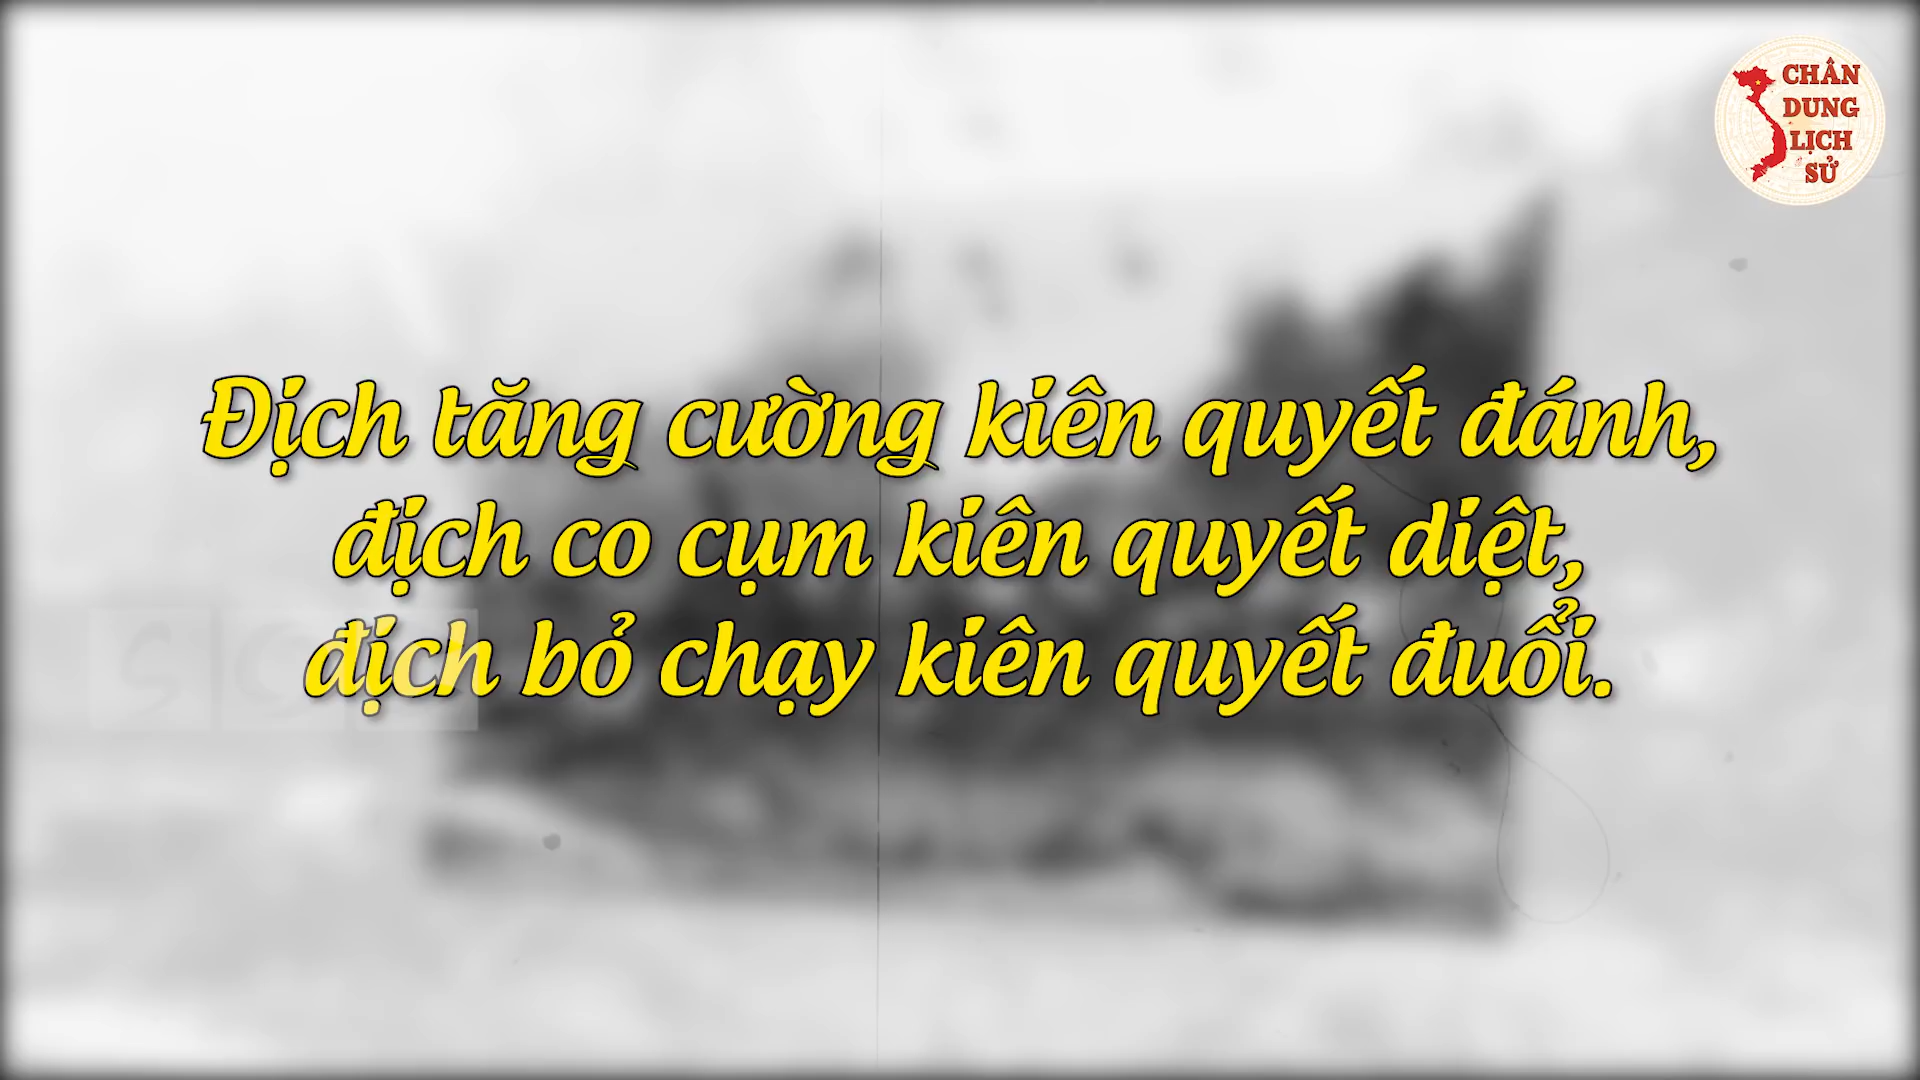 CHÂN
DUNG
LỊCH
SỬ
Địch tăng cường kiên quyết đánh,
địch co cụm kiên quyết diệt,
địch bỏ chạy kiên quyết đuổi.